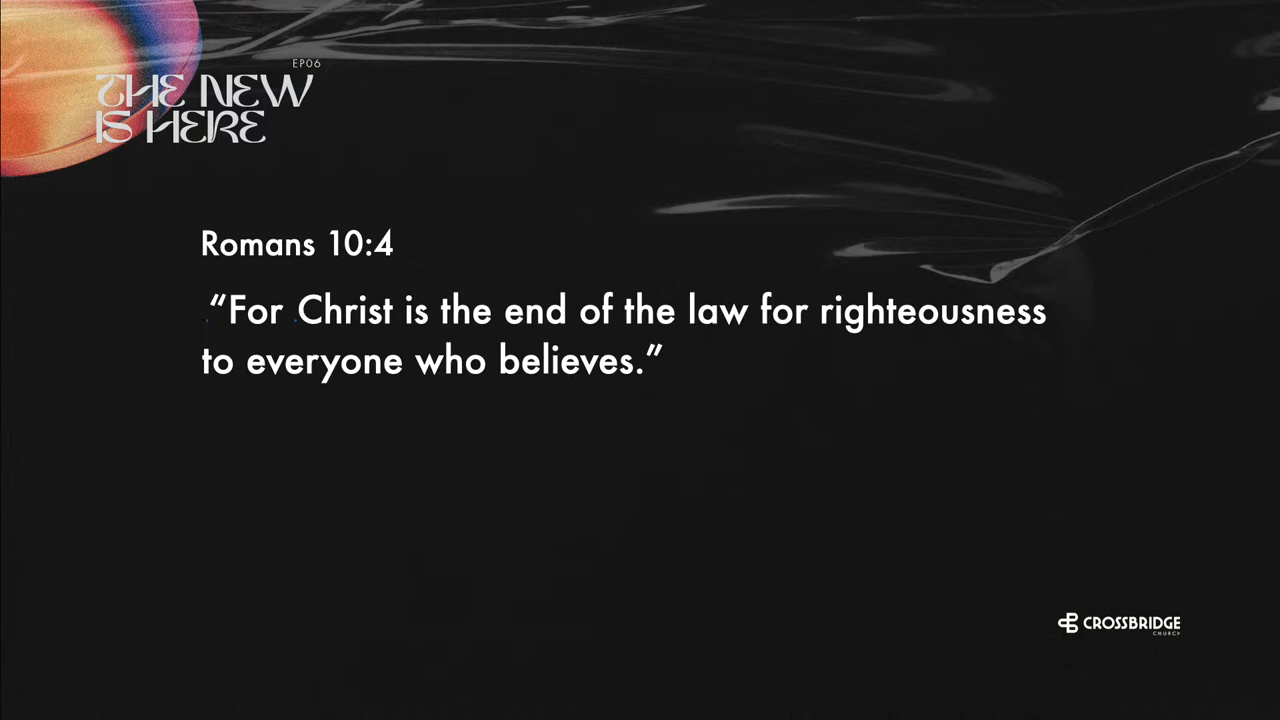 EP06
THE NEW
IS HERE
Romans 10:4
“For Christ is the end of the law for righteousness
to everyone who believes.”
CROSSBRIDGE
CHURCH